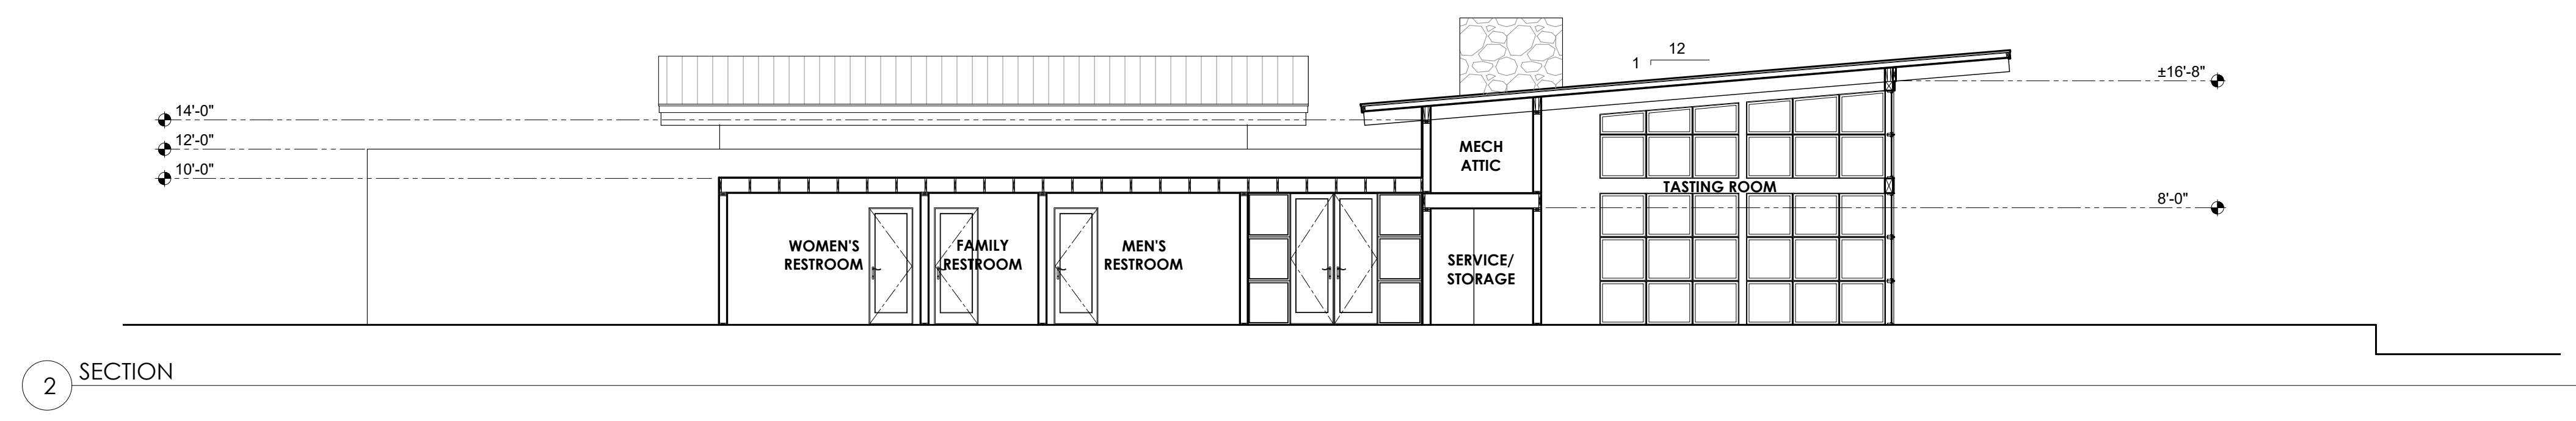 12
1
±16'-8"
14'-0"
12'-0"
10'-0"
MECH
ATTIC
TASTING ROOM
8'-0"
WOMEN'S
RESTROOM
FAMILY
RESTROOM
MEN'S
RESTROOM
SERVICE/
STORAGE
2 SECTION